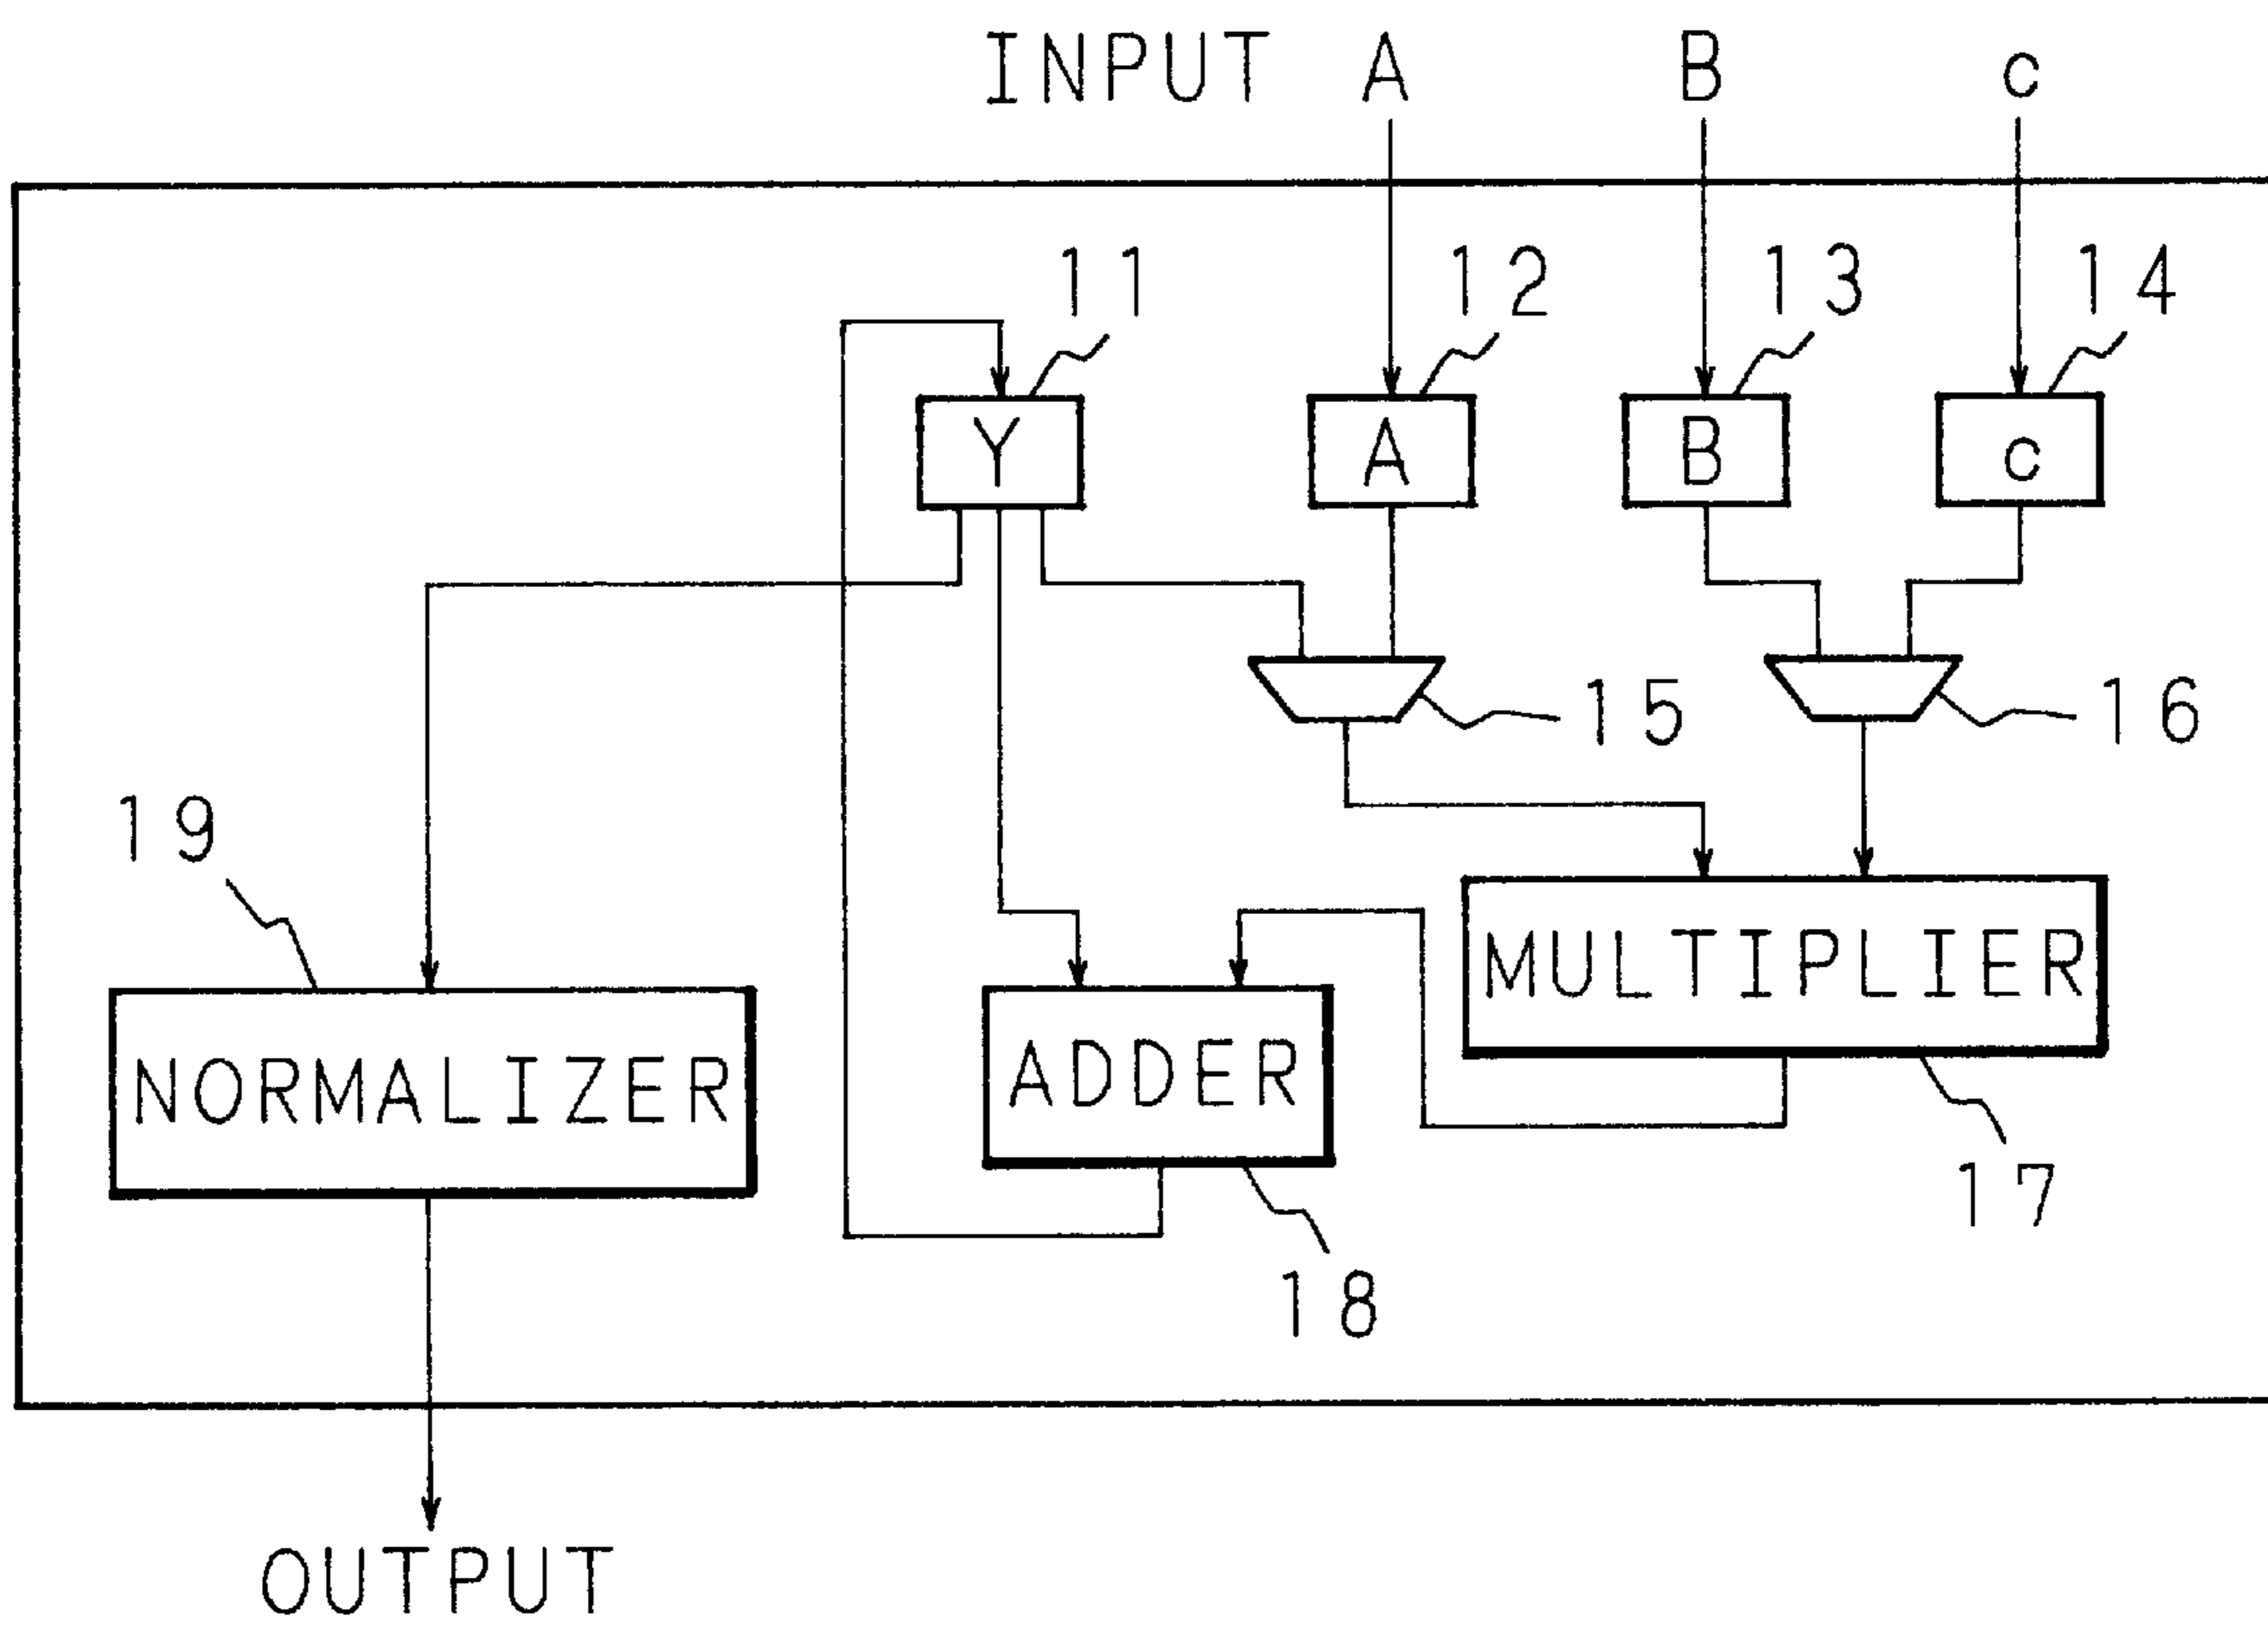 INPUT A B c
11 12 13 14
Y A B c
15 16
19
MULTIPLIER
NORMALIZER ADDER
17
18
OUTPUT